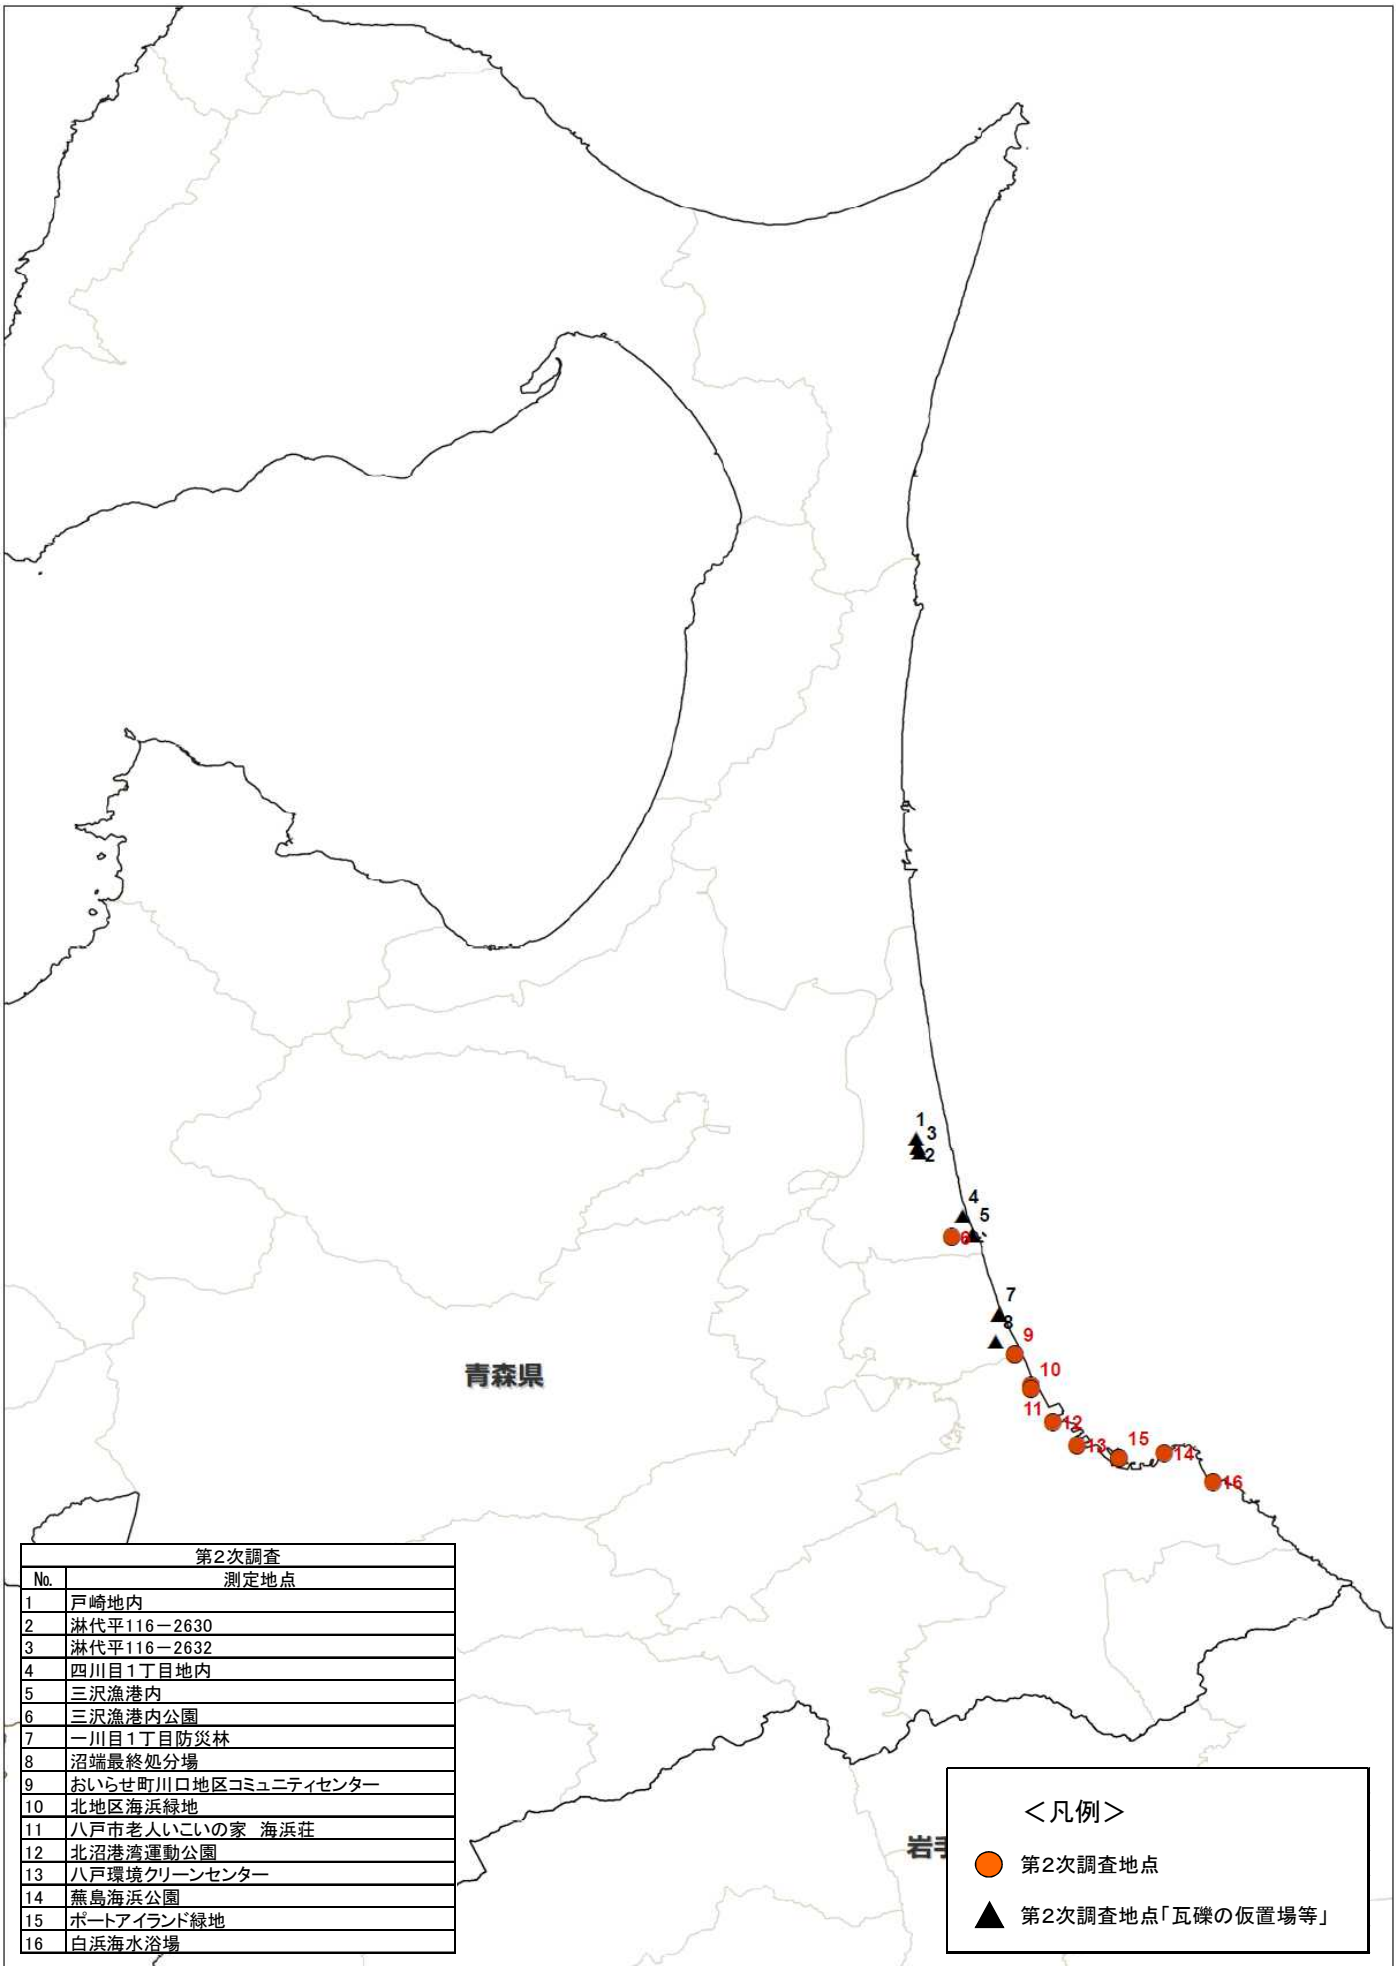 1
3
2
4
5
6
7
8
9
10
11
12
13
15
14
16
青森県
第2次調査
No. 測定地点
1 戸崎地内
2 淋代平116－2630
3 淋代平116－2632
4 四川目1丁目地内
5 三沢漁港内
6 三沢漁港内公園
7 一川目1丁目防災林
8 沼端最終処分場
9 おいらせ町川口地区コミュニティセンター
10 北地区海浜緑地
11 八戸市老人いこいの家 海浜荘
12 北沼港湾運動公園
13 八戸環境クリーンセンター
14 蕪島海浜公園
15 ポートアイランド緑地
16 白浜海水浴場
岩手
＜凡例＞
第2次調査地点
第2次調査地点「瓦礫の仮置場等」